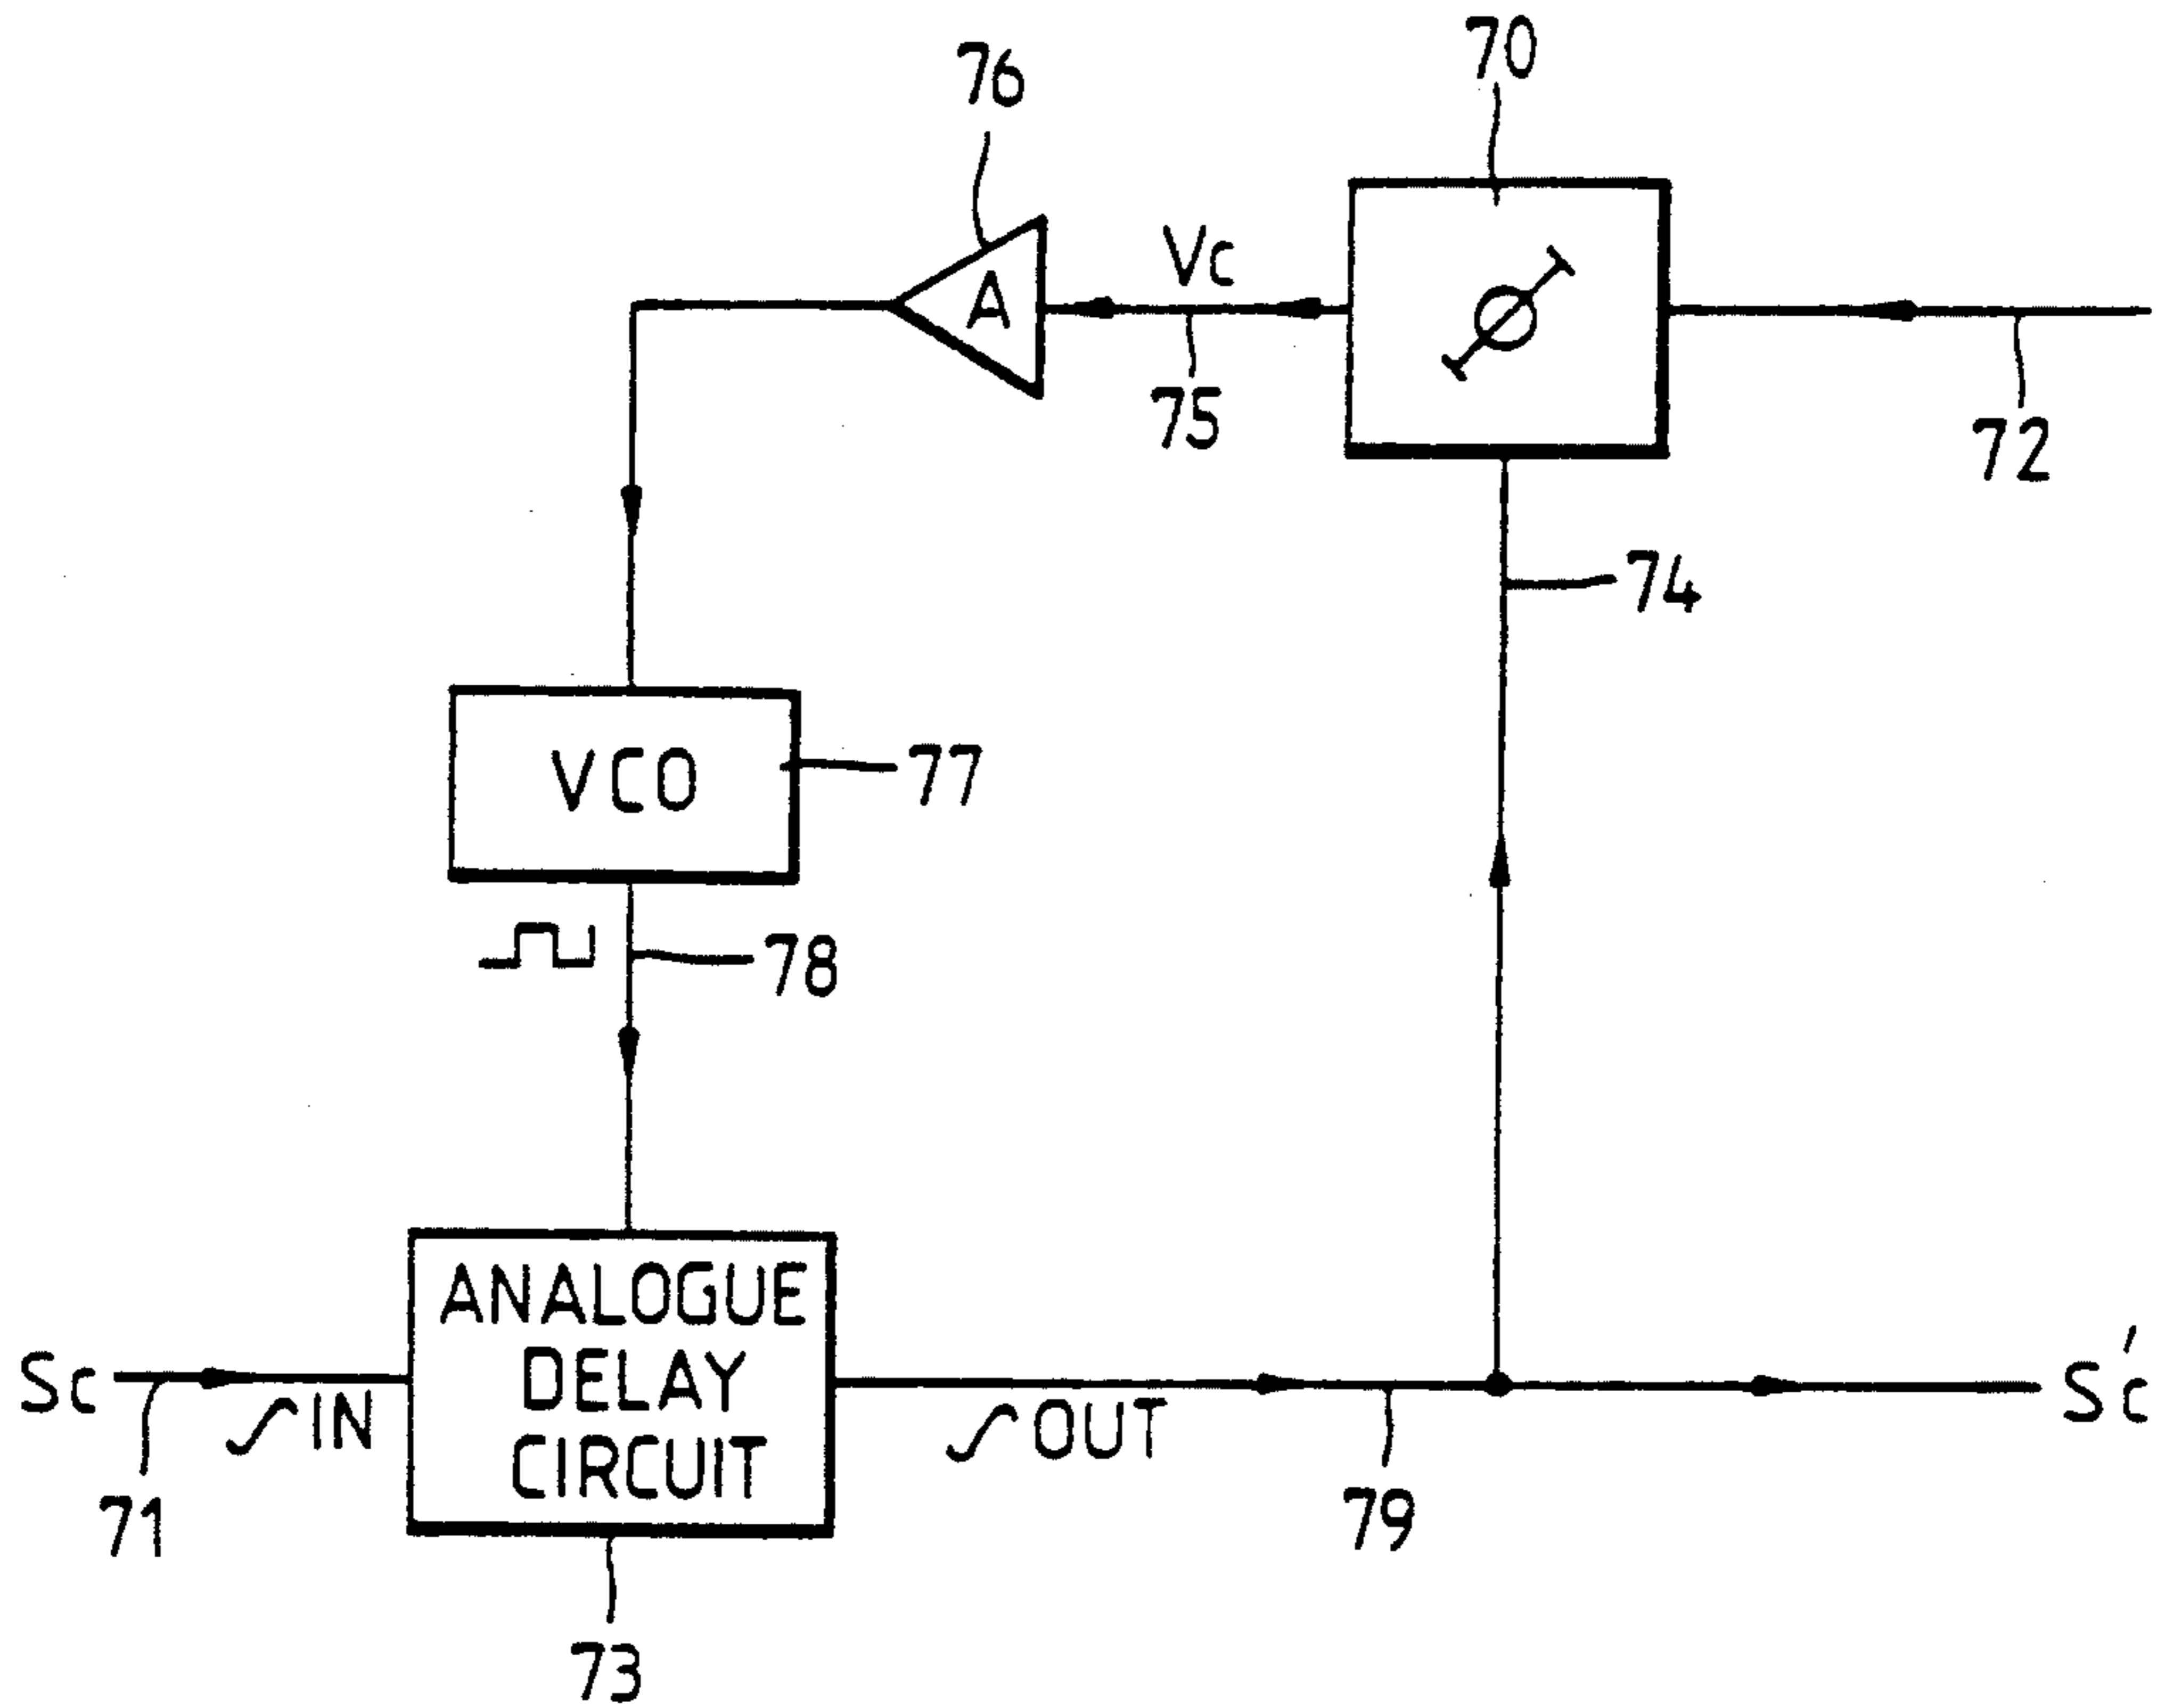 70
76
Vc
A
Ø
75
72
74
VCO
77
78
ANALOGUE
DELAY
CIRCUIT
Sc
IN
OUT
S'c
71
79
73